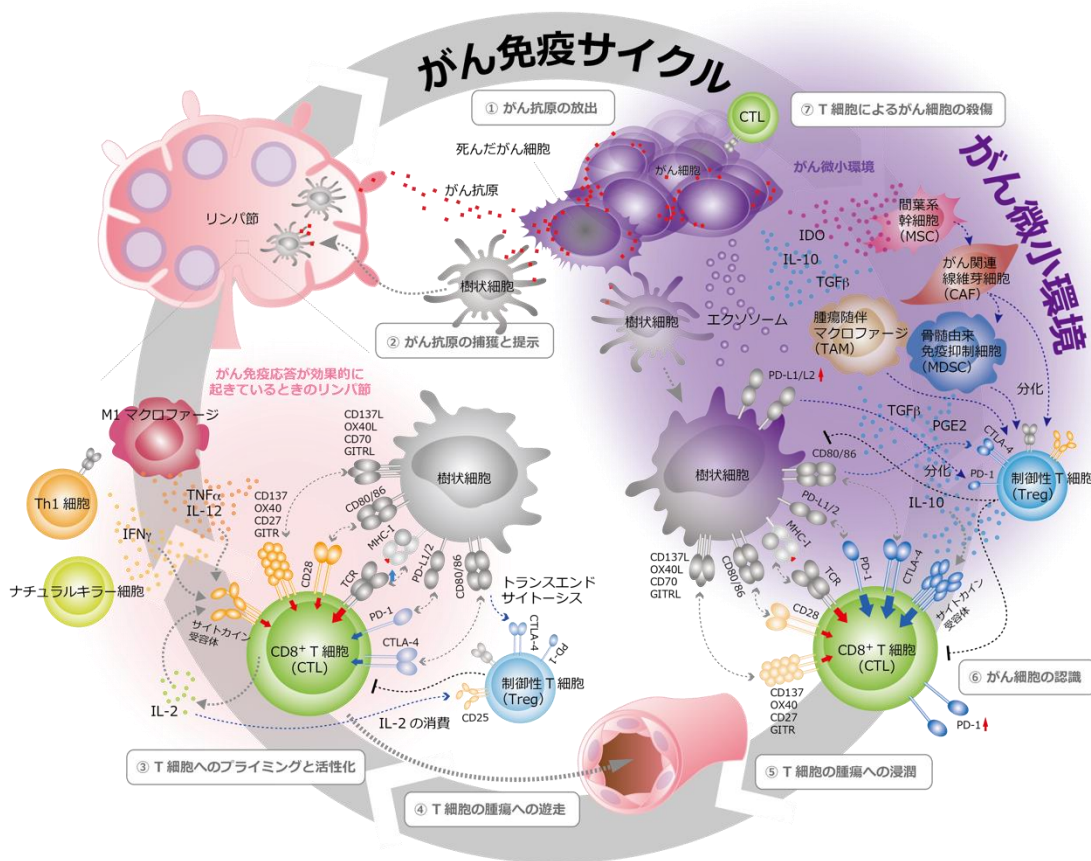 がん免疫サイクル
がん微小環境
① がん抗原の放出
⑦ T 細胞によるがん細胞の殺傷
CTL
死んだがん細胞
がん抗原
がん細胞
がん微小環境
リンパ節
樹状細胞
② がん抗原の捕獲と提示
樹状細胞
エクソソーム
IDO
IL-10
TGFβ
間葉系
幹細胞
(MSC)
がん関連
線維芽細胞
(CAF)
腫瘍随伴
マクロファージ
(TAM)
骨髄由来
免疫抑制細胞
(MDSC)
分化
がん免疫応答が効果的に
起きているときのリンパ節
M1 マクロファージ
Th1 細胞
TNFα
IL-12
IFNγ
ナチュラルキラー細胞
CD137L
OX40L
CD70
GITRL
CD137
OX40
CD27
GITR
CD80/86
CD28
MHC-I
TCR
PD-L1/2
CD80/86
樹状細胞
サイトカイン
受容体
CD8⁺ T 細胞
(CTL)
PD-1
CTLA-4
トランスエンド
サイトーシス
CTLA-4
PD-1
制御性 T 細胞
(Treg)
CD25
IL-2 の消費
IL-2
③ T 細胞へのプライミングと活性化
④ T 細胞の腫瘍への遊走
⑤ T 細胞の腫瘍への浸潤
⑥ がん細胞の認識
PD-L1/L2
樹状細胞
TGFβ
PGE2
CD80/86
CTLA-4
PD-1
分化
制御性 T 細胞
(Treg)
IL-10
PD-L1/2
MHC-I
CD80/86
CD137L
OX40L
CD70
GITRL
TCR
PD-1
CTLA-4
サイトカイン
受容体
CD28
CD8⁺ T 細胞
(CTL)
CD137
OX40
CD27
GITR
PD-1